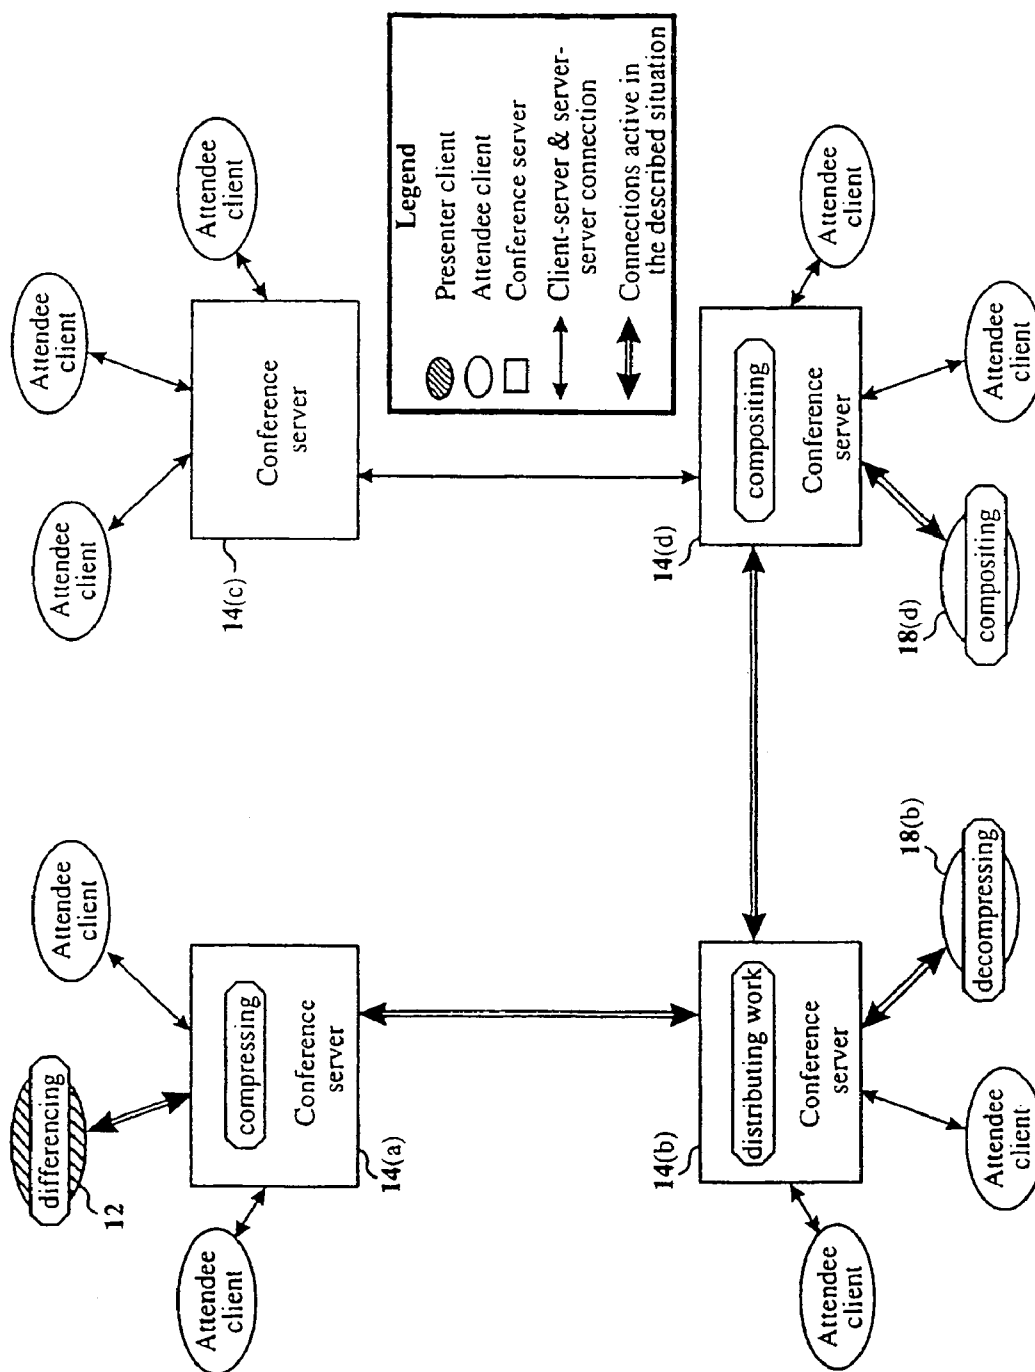 differencing
12
Attendee
client
Attendee
client
compressing
Conference
server
14(a)
Attendee
client
Attendee
client
Attendee
client
Conference
server
14(c)
distributing work
Conference
server
14(b)
Attendee
client
Attendee
client
decompressing
18(b)
compositing
Conference
server
14(d)
compositing
18(d)
Attendee
client
Attendee
client
Attendee
client
Legend
Presenter client
Attendee client
Conference server
Client-server & server-
server connection
Connections active in
the described situation